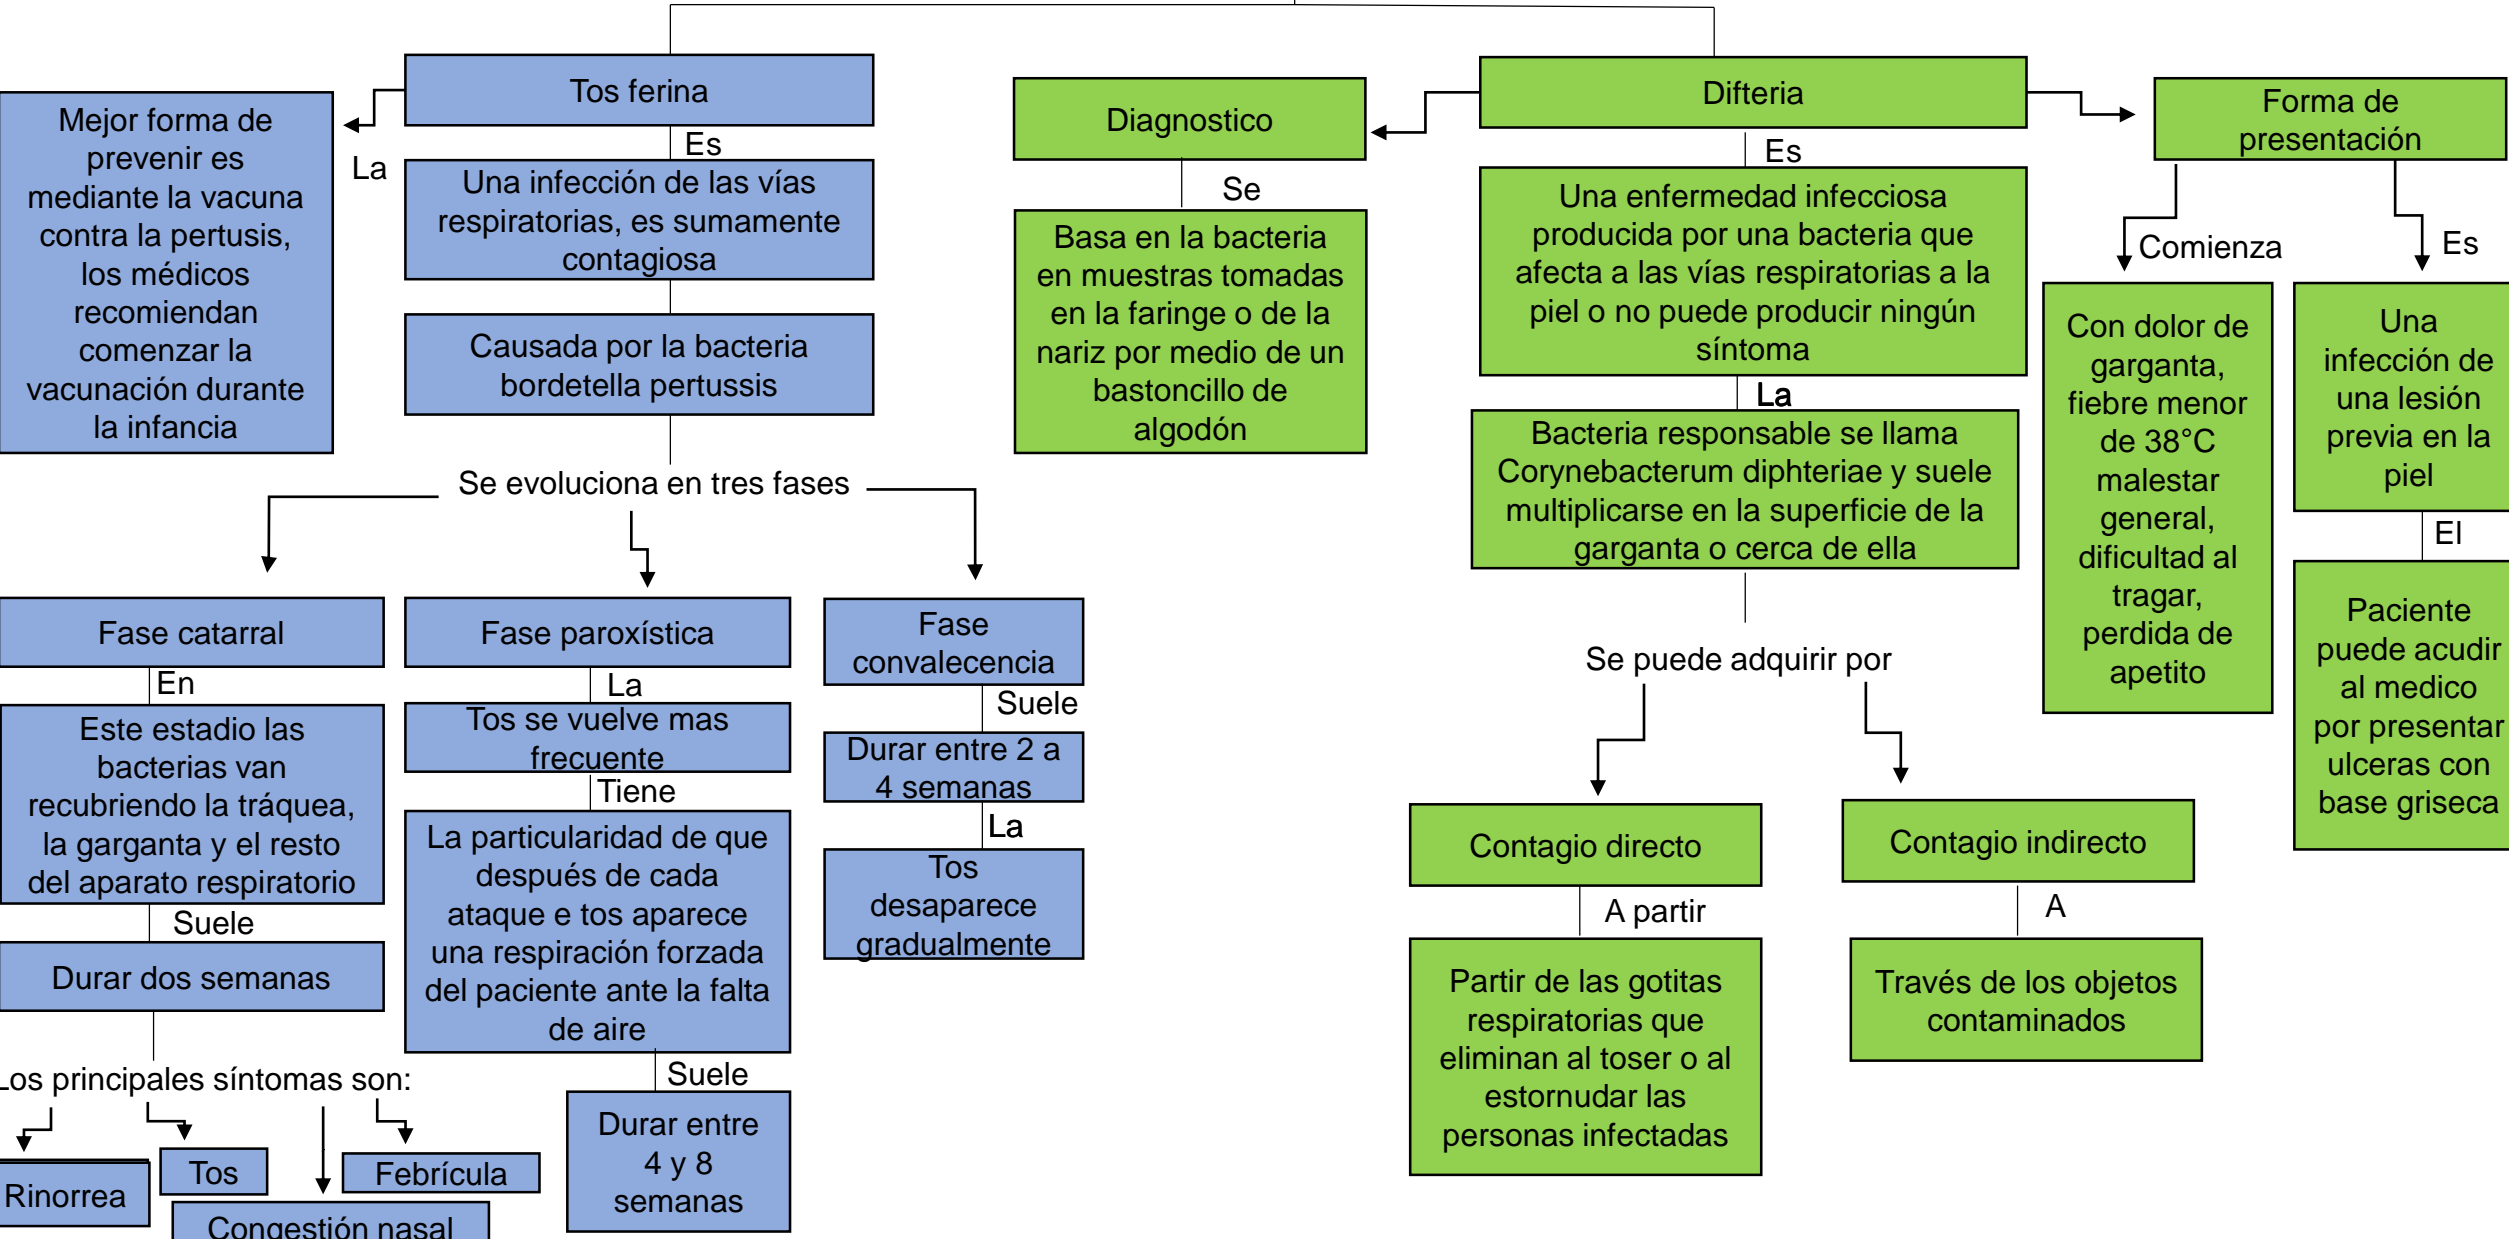 Tos ferina
La
Mejor forma de
prevenir es
mediante la vacuna
contra la pertusis,
los médicos
recomiendan
comenzar la
vacunación durante
la infancia
Es
Una infección de las vías
respiratorias, es sumamente
contagiosa
Causada por la bacteria
bordetella pertussis
Se evoluciona en tres fases
Fase catarral
En
Este estadio las
bacterias van
recubriendo la tráquea,
la garganta y el resto
del aparato respiratorio
Suele
Durar dos semanas
Los principales síntomas son:
Rinorrea
Tos
Congestión nasal
Febrícula
Fase paroxística
La
Tos se vuelve mas
frecuente
Tiene
La particularidad de que
después de cada
ataque e tos aparece
una respiración forzada
del paciente ante la falta
de aire
Suele
Durar entre
4 y 8
semanas
Fase
convalecencia
Suele
Durar entre 2 a
4 semanas
La
Tos
desaparece
gradualmente
Difteria
Diagnostico
Se
Basa en la bacteria
en muestras tomadas
en la faringe o de la
nariz por medio de un
bastoncillo de
algodón
Es
Una enfermedad infecciosa
producida por una bacteria que
afecta a las vías respiratorias a la
piel o no puede producir ningún
síntoma
La
Bacteria responsable se llama
Corynebacterum diphteriae y suele
multiplicarse en la superficie de la
garganta o cerca de ella
Se puede adquirir por
Contagio directo
A partir
Partir de las gotitas
respiratorias que
eliminan al toser o al
estornudar las
personas infectadas
Contagio indirecto
A
Través de los objetos
contaminados
Forma de
presentación
Comienza
Con dolor de
garganta,
fiebre menor
de 38°C
malestar
general,
dificultad al
tragar,
perdida de
apetito
Es
Una
infección de
una lesión
previa en la
piel
El
Paciente
puede acudir
al medico
por presentar
ulceras con
base griseca